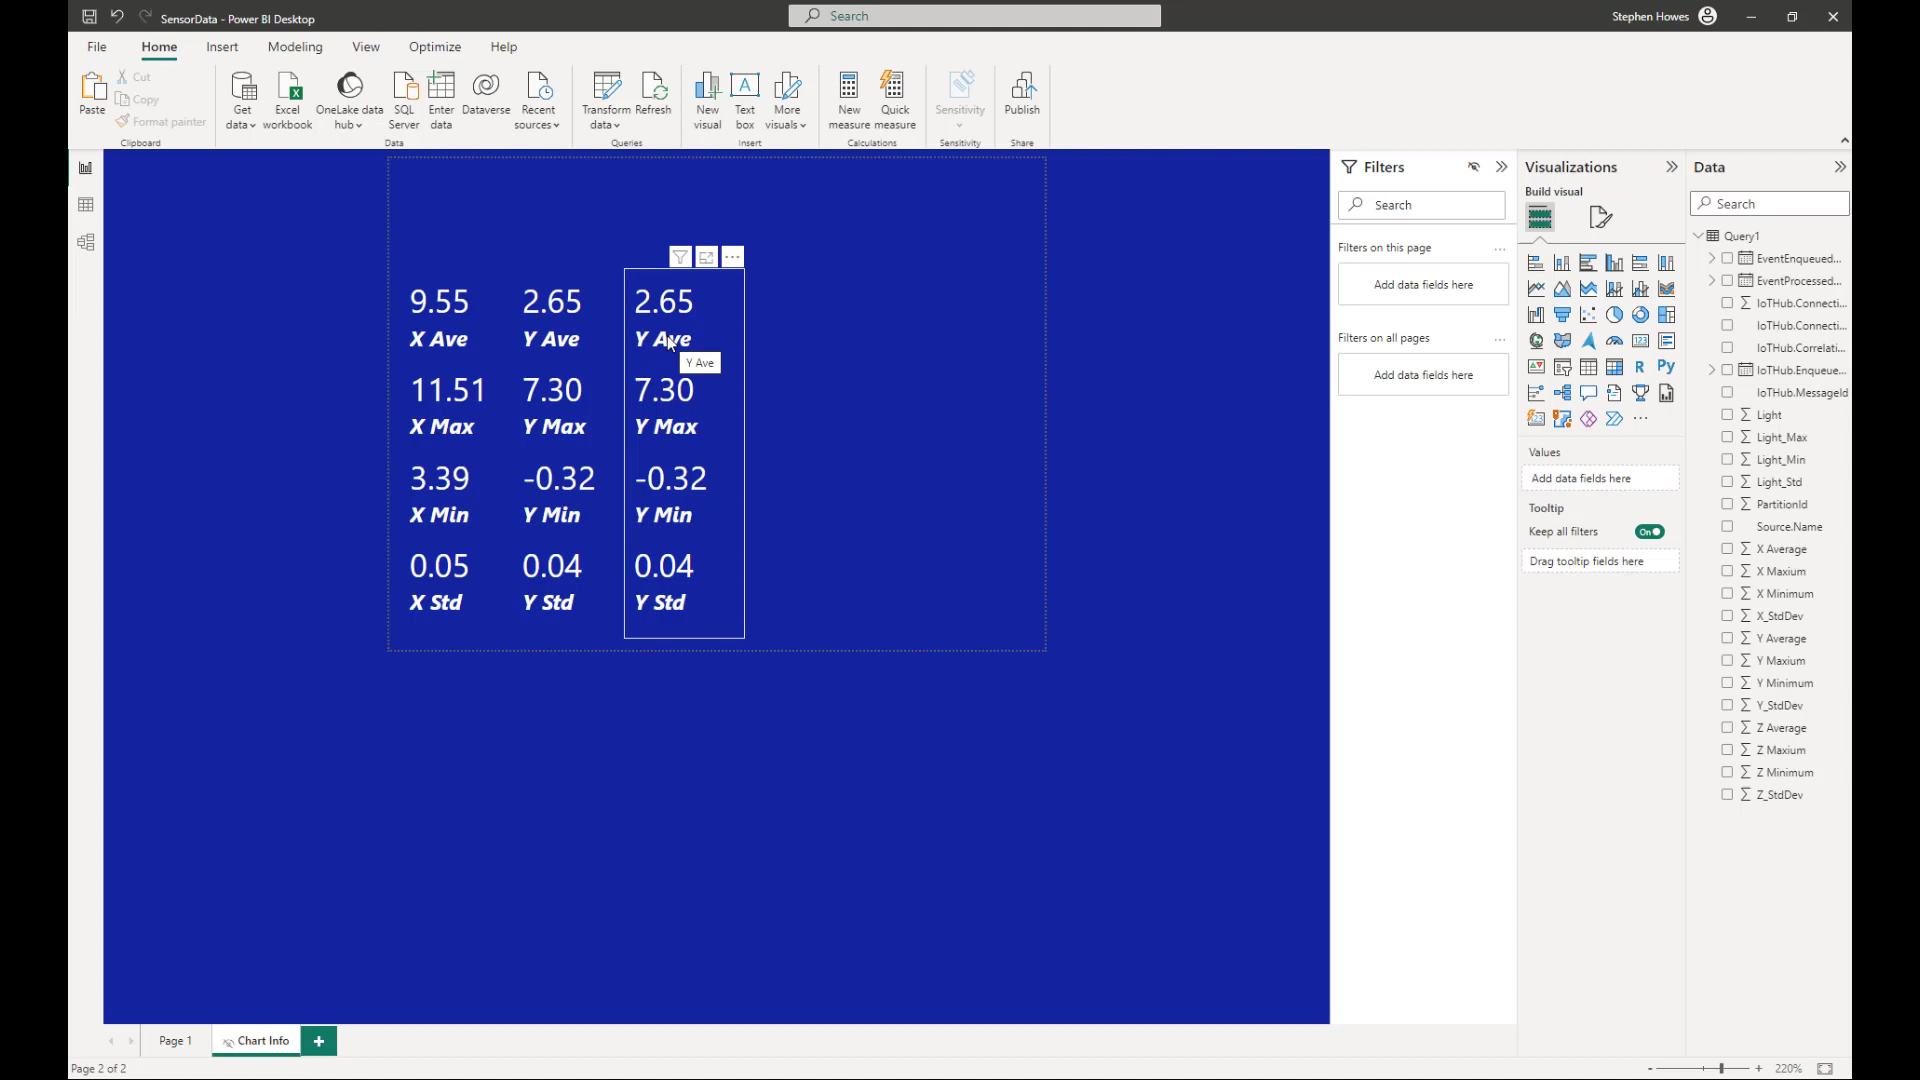 SensorData - Power BI Desktop
Search
Stephen Howes
File Home Insert Modeling View Optimize Help
Paste
Cut
Copy
Format painter
Clipboard
Get data
Excel workbook
OneLake data hub
SQL Server
Enter data
Dataverse
Recent sources
Data
Transform data
Refresh
Queries
New visual
Text box
More visuals
Insert
New measure
Quick measure
Calculations
Sensitivity
Sensitivity
Publish
Share
9.55 2.65 2.65
X Ave Y Ave Y Ave
Y Ave
11.51 7.30 7.30
X Max Y Max Y Max
3.39 -0.32 -0.32
X Min Y Min Y Min
0.05 0.04 0.04
X Std Y Std Y Std
Filters
Search
Filters on this page
...
Add data fields here
Filters on all pages
...
Add data fields here
Visualizations
Build visual
R Py
123
Values
Add data fields here
Tooltip
Keep all filters
On
Drag tooltip fields here
Data
Search
Query1
EventEnqueued...
EventProcessed...
IoTHub.Connecti...
IoTHub.Connecti...
IoTHub.Correlati...
IoTHub.Enqueue...
IoTHub.MessageId
Light
Light_Max
Light_Min
Light_Std
PartitionId
Source.Name
X Average
X Maxium
X Minimum
X_StdDev
Y Average
Y Maxium
Y Minimum
Y_StdDev
Z Average
Z Maxium
Z Minimum
Z_StdDev
Page 1
Chart Info
+
Page 2 of 2
- + 220%